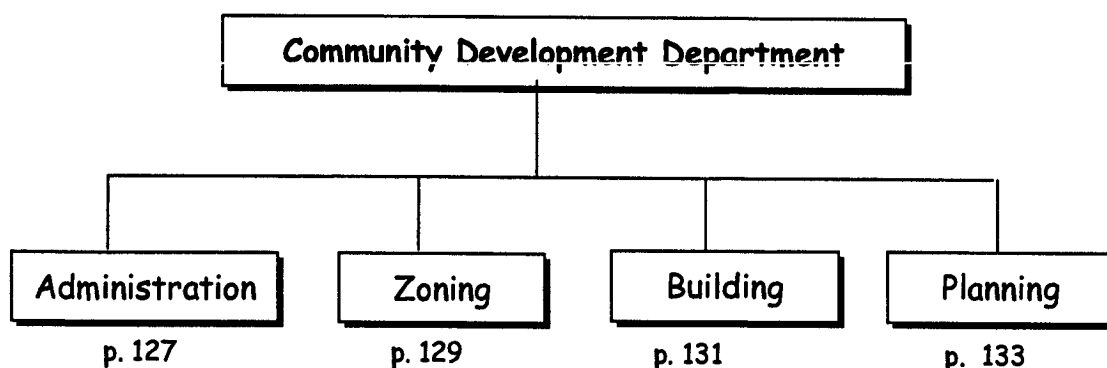 Community Development Department
Administration
Zoning
Building
Planning
p. 127
p. 129
p. 131
p. 133